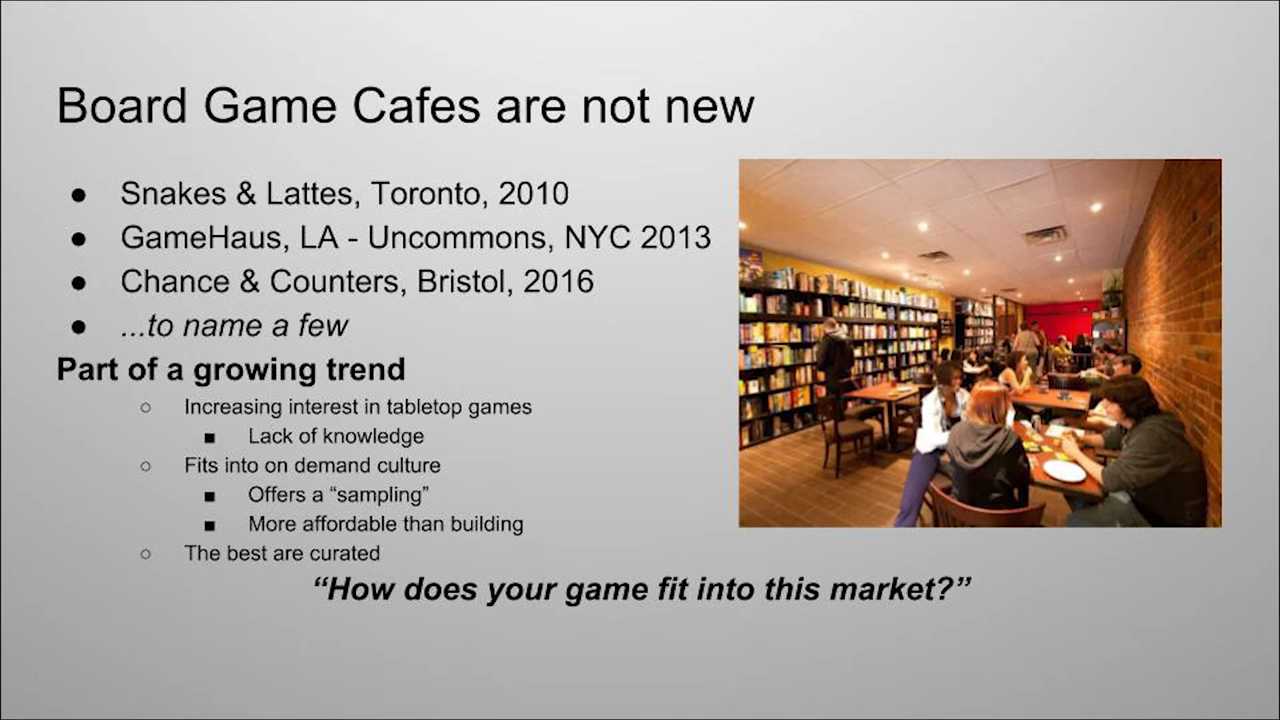 Board Game Cafes are not new
● Snakes & Lattes, Toronto, 2010
● GameHaus, LA - Uncommons, NYC 2013
● Chance & Counters, Bristol, 2016
● ...to name a few
Part of a growing trend
○ Increasing interest in tabletop games
■ Lack of knowledge
○ Fits into on demand culture
■ Offers a “sampling”
■ More affordable than building
○ The best are curated
“How does your game fit into this market?”